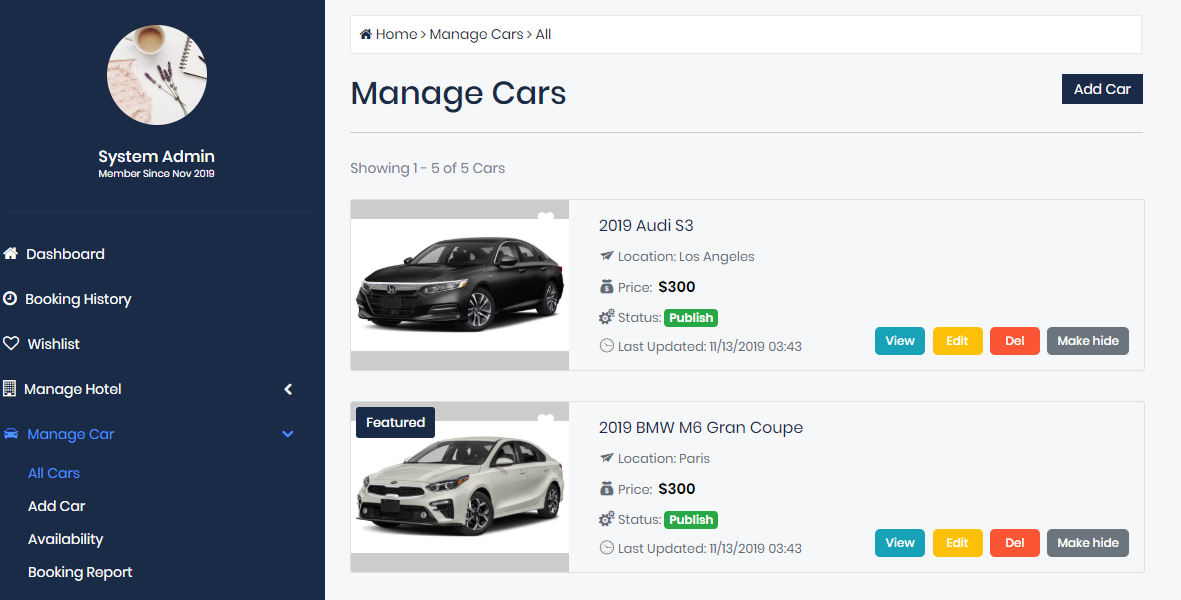 System Admin
Member Since Nov 2019
Dashboard
Booking History
Wishlist
Manage Hotel
Manage Car
All Cars
Add Car
Availability
Booking Report
Home › Manage Cars › All
Manage Cars
Add Car
Showing 1 - 5 of 5 Cars
2019 Audi S3
Location: Los Angeles
Price: $300
Status: Publish
Last Updated: 11/13/2019 03:43
View Edit Del Make hide
Featured
2019 BMW M6 Gran Coupe
Location: Paris
Price: $300
Status: Publish
Last Updated: 11/13/2019 03:43
View Edit Del Make hide